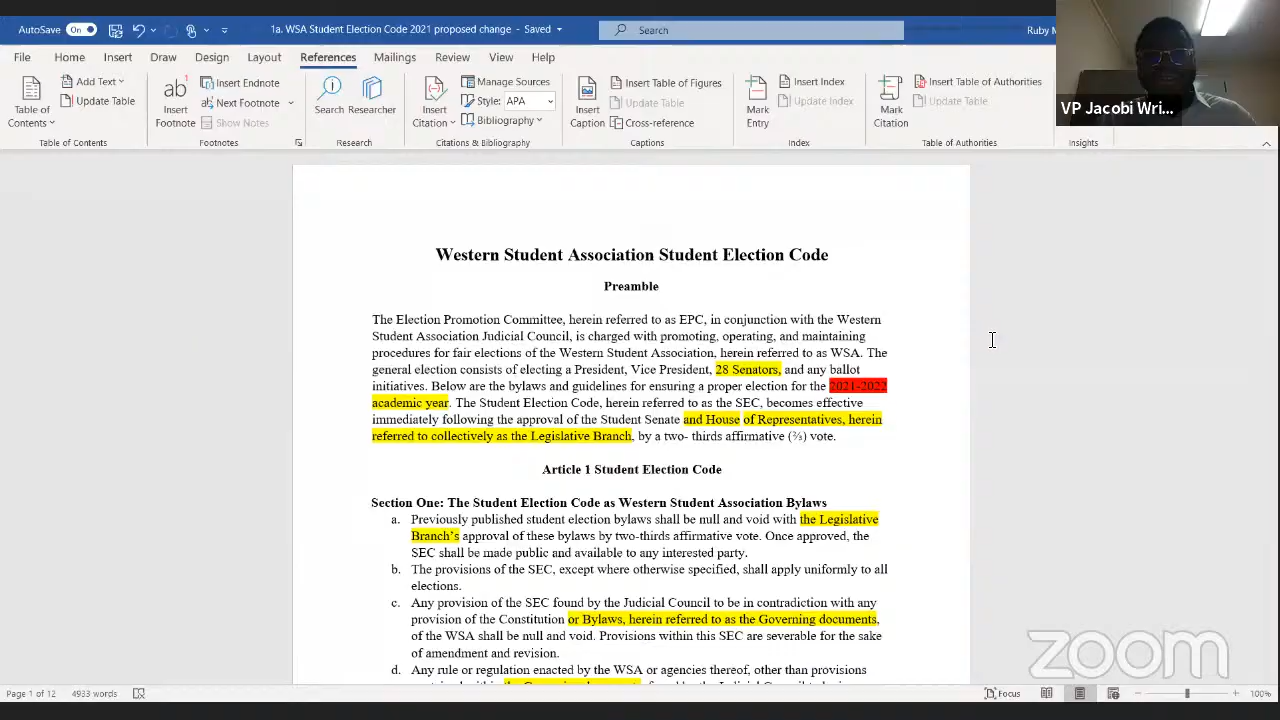 AutoSave On 1a. WSA Student Election Code 2021 proposed change - Saved Search Ruby M
File Home Insert Draw Design Layout References Mailings Review View Help
Table of Contents
Add Text
Update Table
Table of Contents
ab
Insert Footnote
Insert Endnote
Next Footnote
Show Notes
Footnotes
Search Researcher
Research
Insert Citation
Manage Sources
Style: APA
Bibliography
Citations & Bibliography
Insert Caption
Insert Table of Figures
Update Table
Cross-reference
Captions
Mark Entry
Insert Index
Update Index
Index
Mark Citation
Insert Table of Authorities
Update Table
Table of Authorities
Insights
VP Jacobi Wri...
Western Student Association Student Election Code
Preamble
The Election Promotion Committee, herein referred to as EPC, in conjunction with the Western
Student Association Judicial Council, is charged with promoting, operating, and maintaining
procedures for fair elections of the Western Student Association, herein referred to as WSA. The
general election consists of electing a President, Vice President, 28 Senators, and any ballot
initiatives. Below are the bylaws and guidelines for ensuring a proper election for the 2021-2022
academic year. The Student Election Code, herein referred to as the SEC, becomes effective
immediately following the approval of the Student Senate and House of Representatives, herein
referred to collectively as the Legislative Branch, by a two- thirds affirmative (⅔) vote.
Article 1 Student Election Code
Section One: The Student Election Code as Western Student Association Bylaws
a. Previously published student election bylaws shall be null and void with the Legislative
Branch's approval of these bylaws by two-thirds affirmative vote. Once approved, the
SEC shall be made public and available to any interested party.
b. The provisions of the SEC, except where otherwise specified, shall apply uniformly to all
elections.
c. Any provision of the SEC found by the Judicial Council to be in contradiction with any
provision of the Constitution or Bylaws, herein referred to as the Governing documents,
of the WSA shall be null and void. Provisions within this SEC are severable for the sake
of amendment and revision.
d. Any rule or regulation enacted by the WSA or agencies thereof, other than provisions
zoom
Page 1 of 12 4933 words Focus 100%